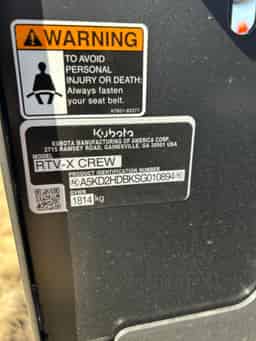 WARNING
TO AVOID
PERSONAL
INJURY OR DEATH:
Always fasten
your seat belt.
Kubota
KUBOTA MANUFACTURING OF AMERICA CORP.
2715 RAMSEY ROAD, GAINESVILLE, GA 30501 USA
MODEL
RTV-X CREW
PRODUCT IDENTIFICATION NUMBER
A5KD2HDBKSG010894
GVWR
1814 kg